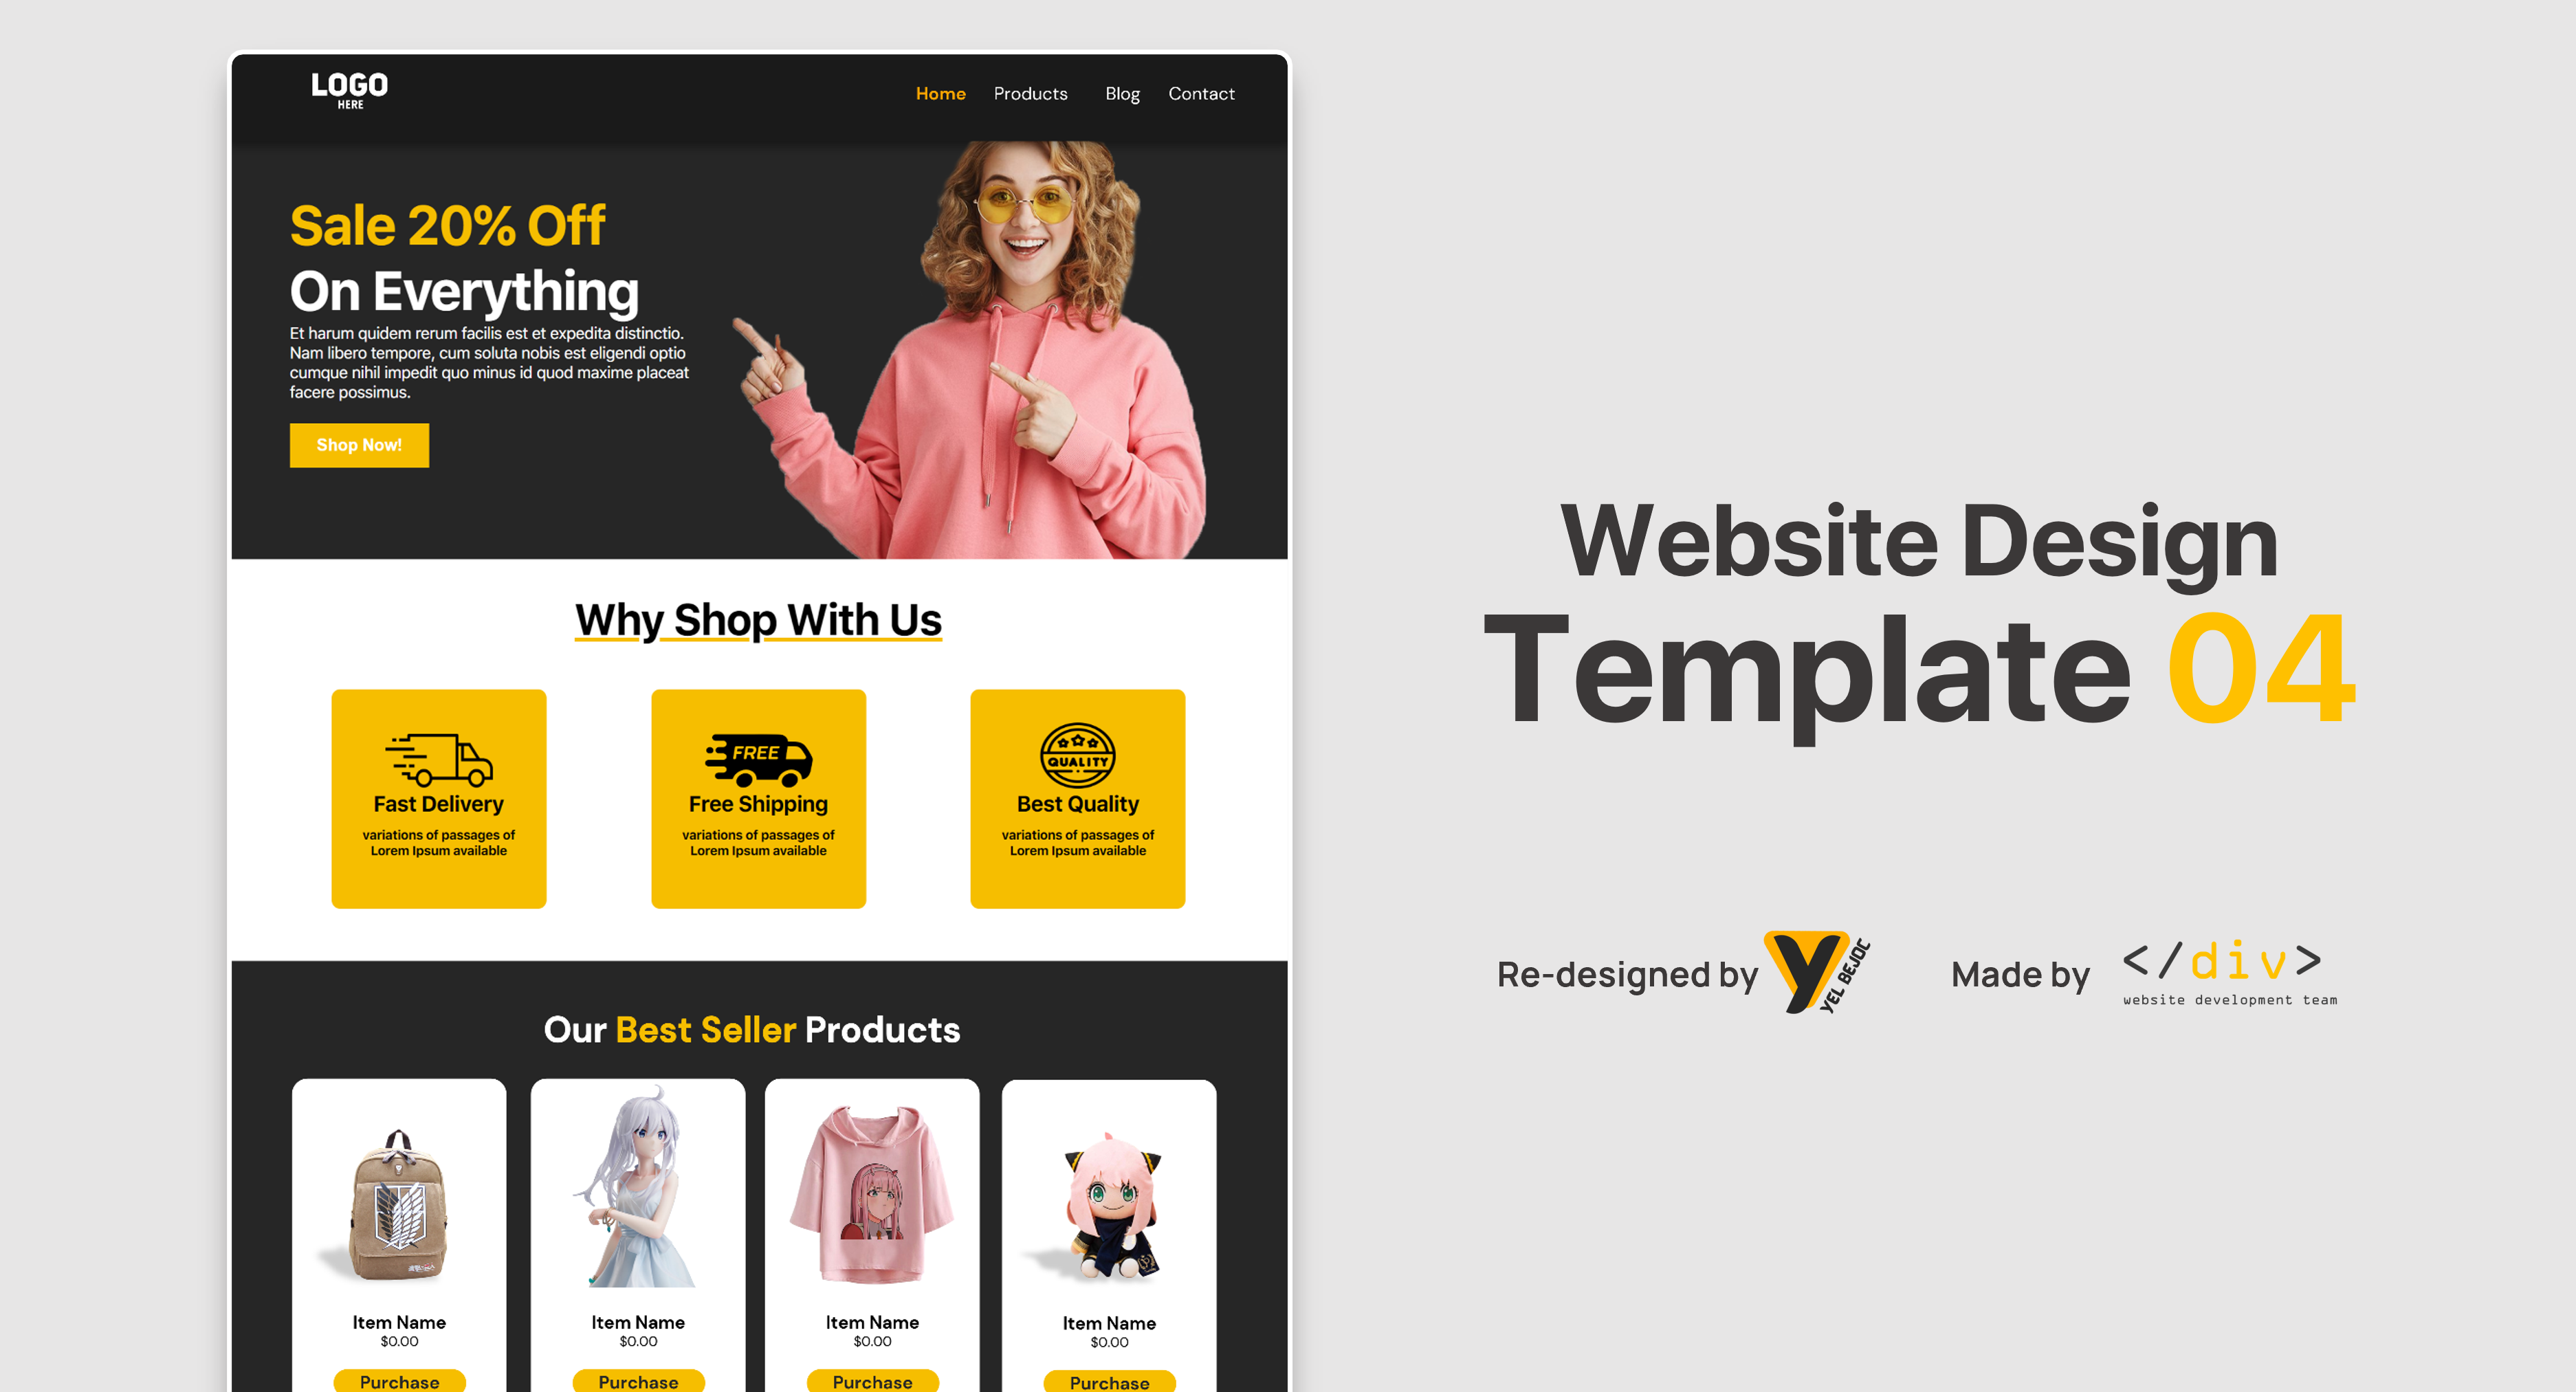 LOGO
HERE
Home Products Blog Contact
Sale 20% Off
On Everything
Et harum quidem rerum facilis est et expedita distinctio.
Nam libero tempore, cum soluta nobis est eligendi optio
cumque nihil impedit quo minus id quod maxime placeat
facere possimus.
Shop Now!
Why Shop With Us
Fast Delivery
variations of passages of
Lorem Ipsum available
FREE
Free Shipping
variations of passages of
Lorem Ipsum available
QUALITY
Best Quality
variations of passages of
Lorem Ipsum available
Our Best Seller Products
Item Name
$0.00
Purchase
Item Name
$0.00
Purchase
Item Name
$0.00
Purchase
Item Name
$0.00
Purchase
Website Design
Template 04
Re-designed by
Y YEL BEJOC
Made by
</div>
website development team